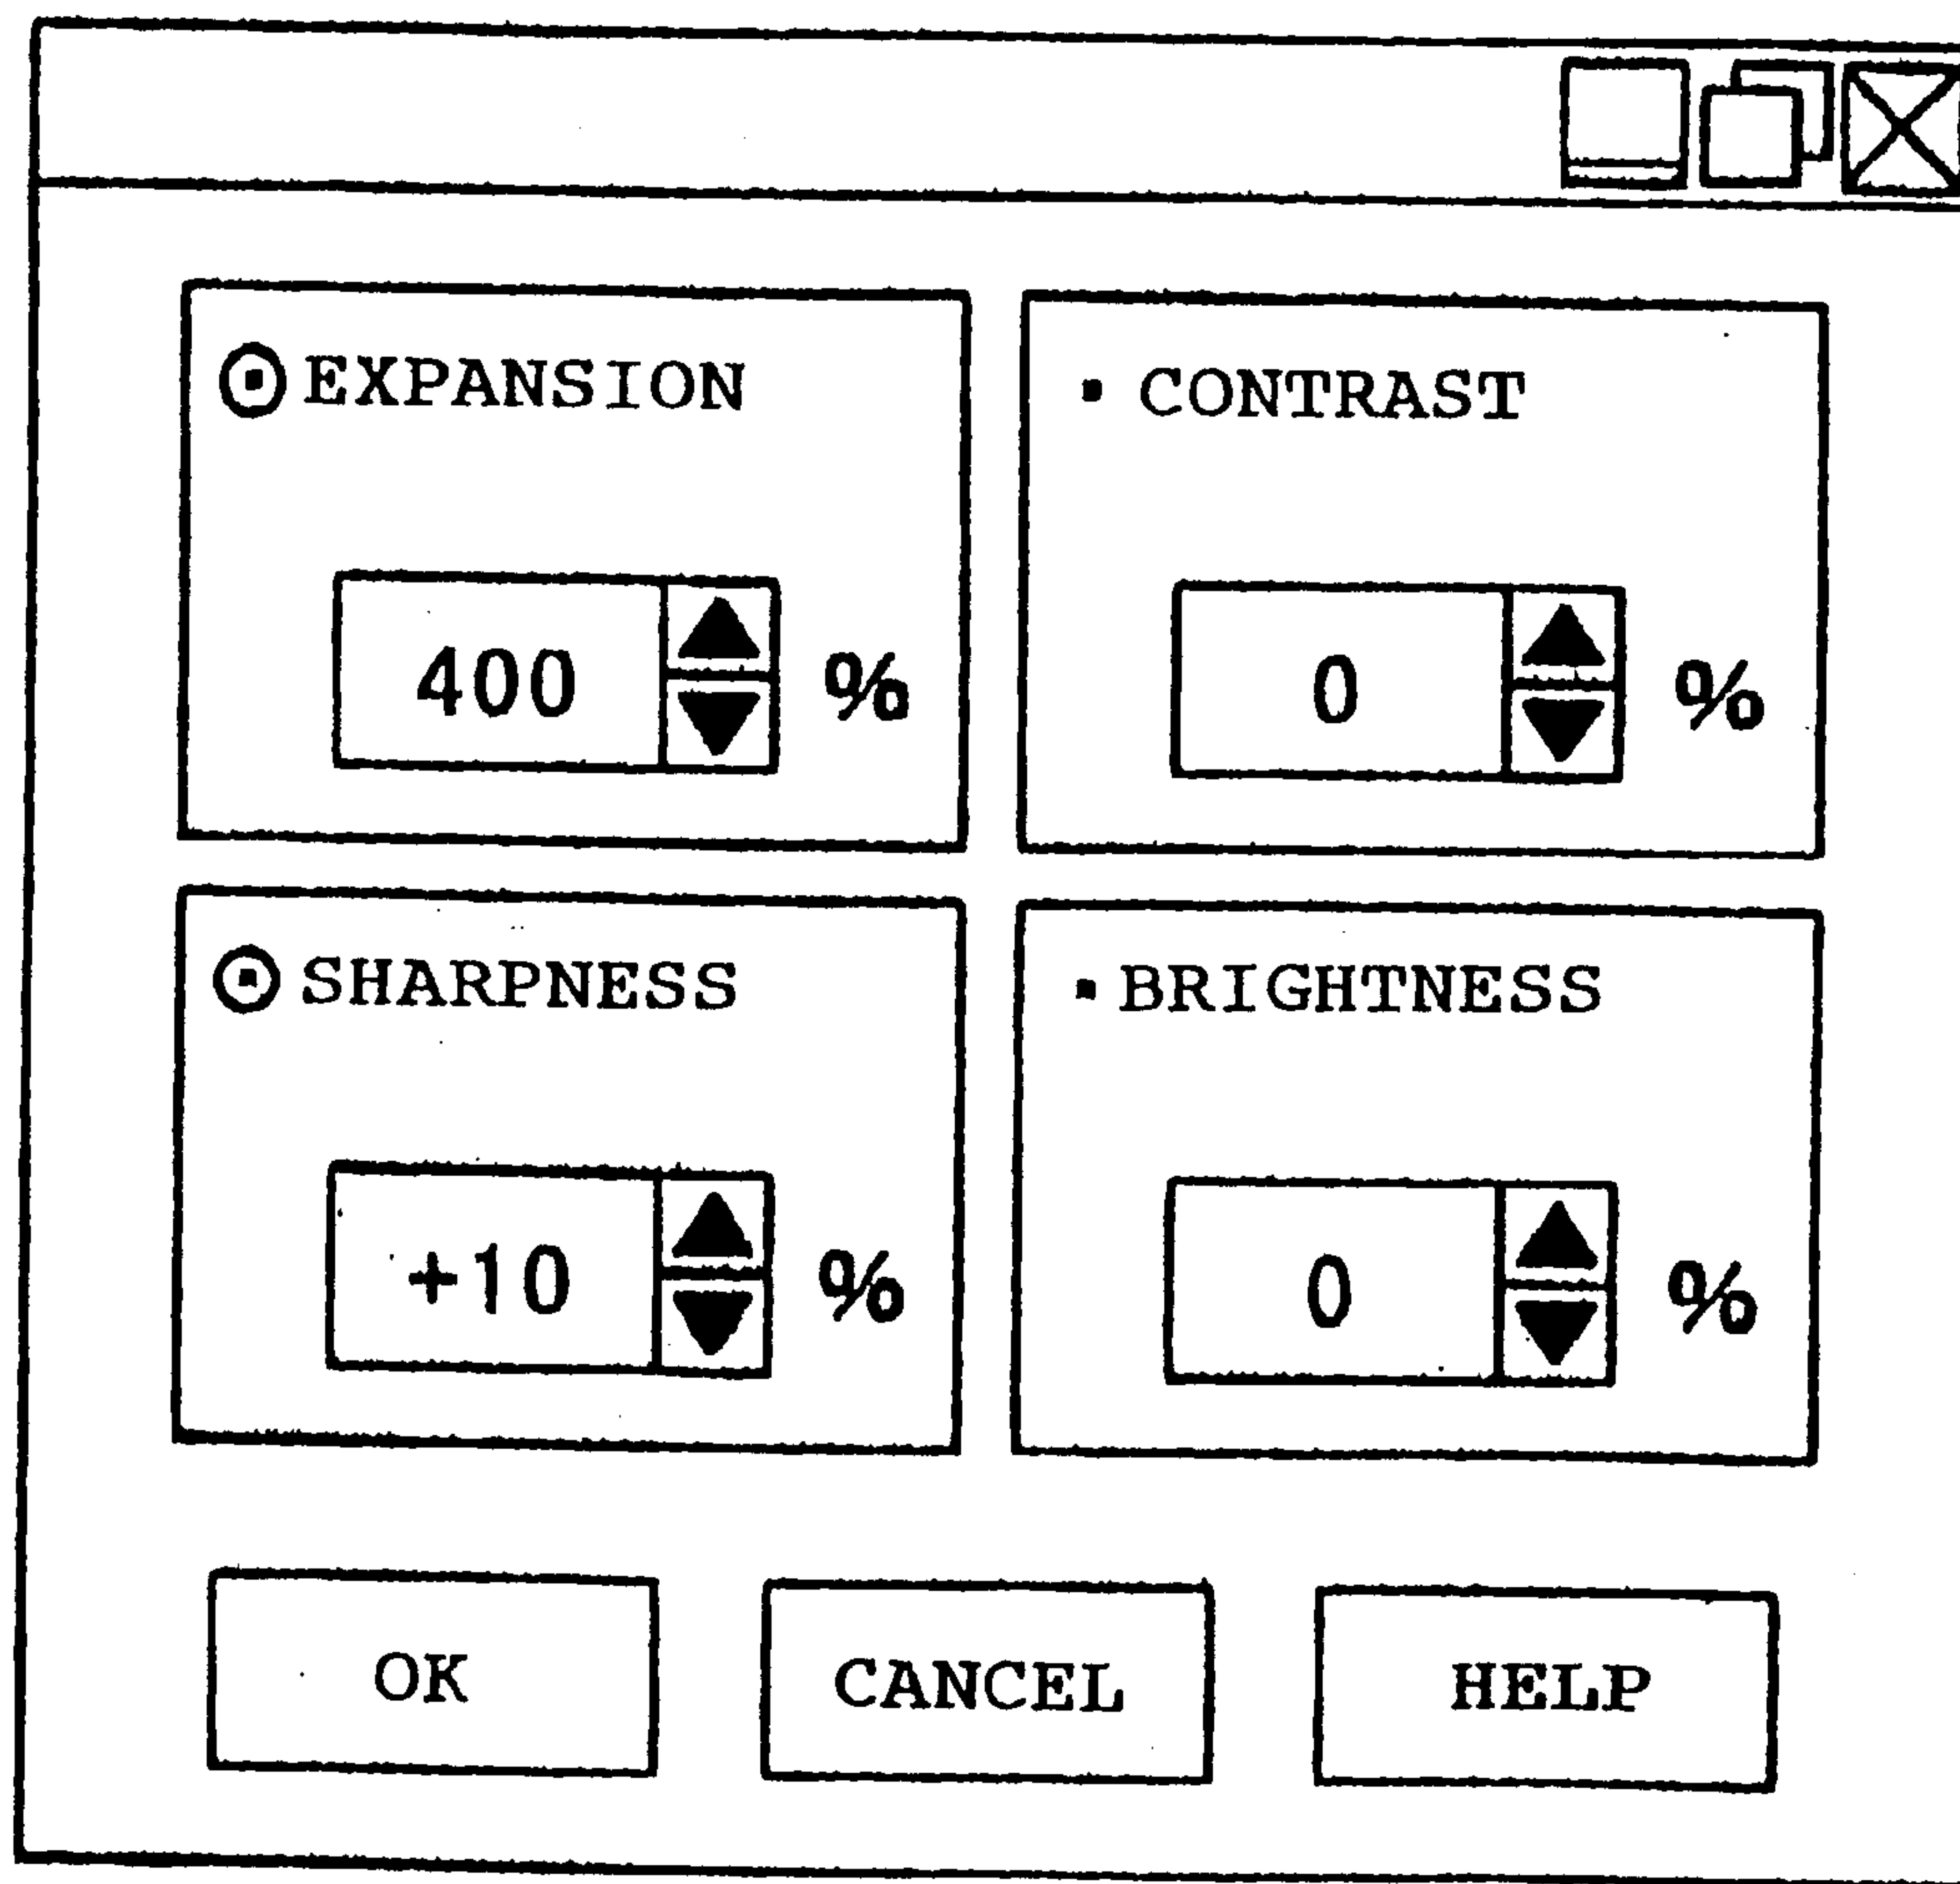 EXPANSION
400 %
CONTRAST
0 %
SHARPNESS
+10 %
BRIGHTNESS
0 %
OK
CANCEL
HELP